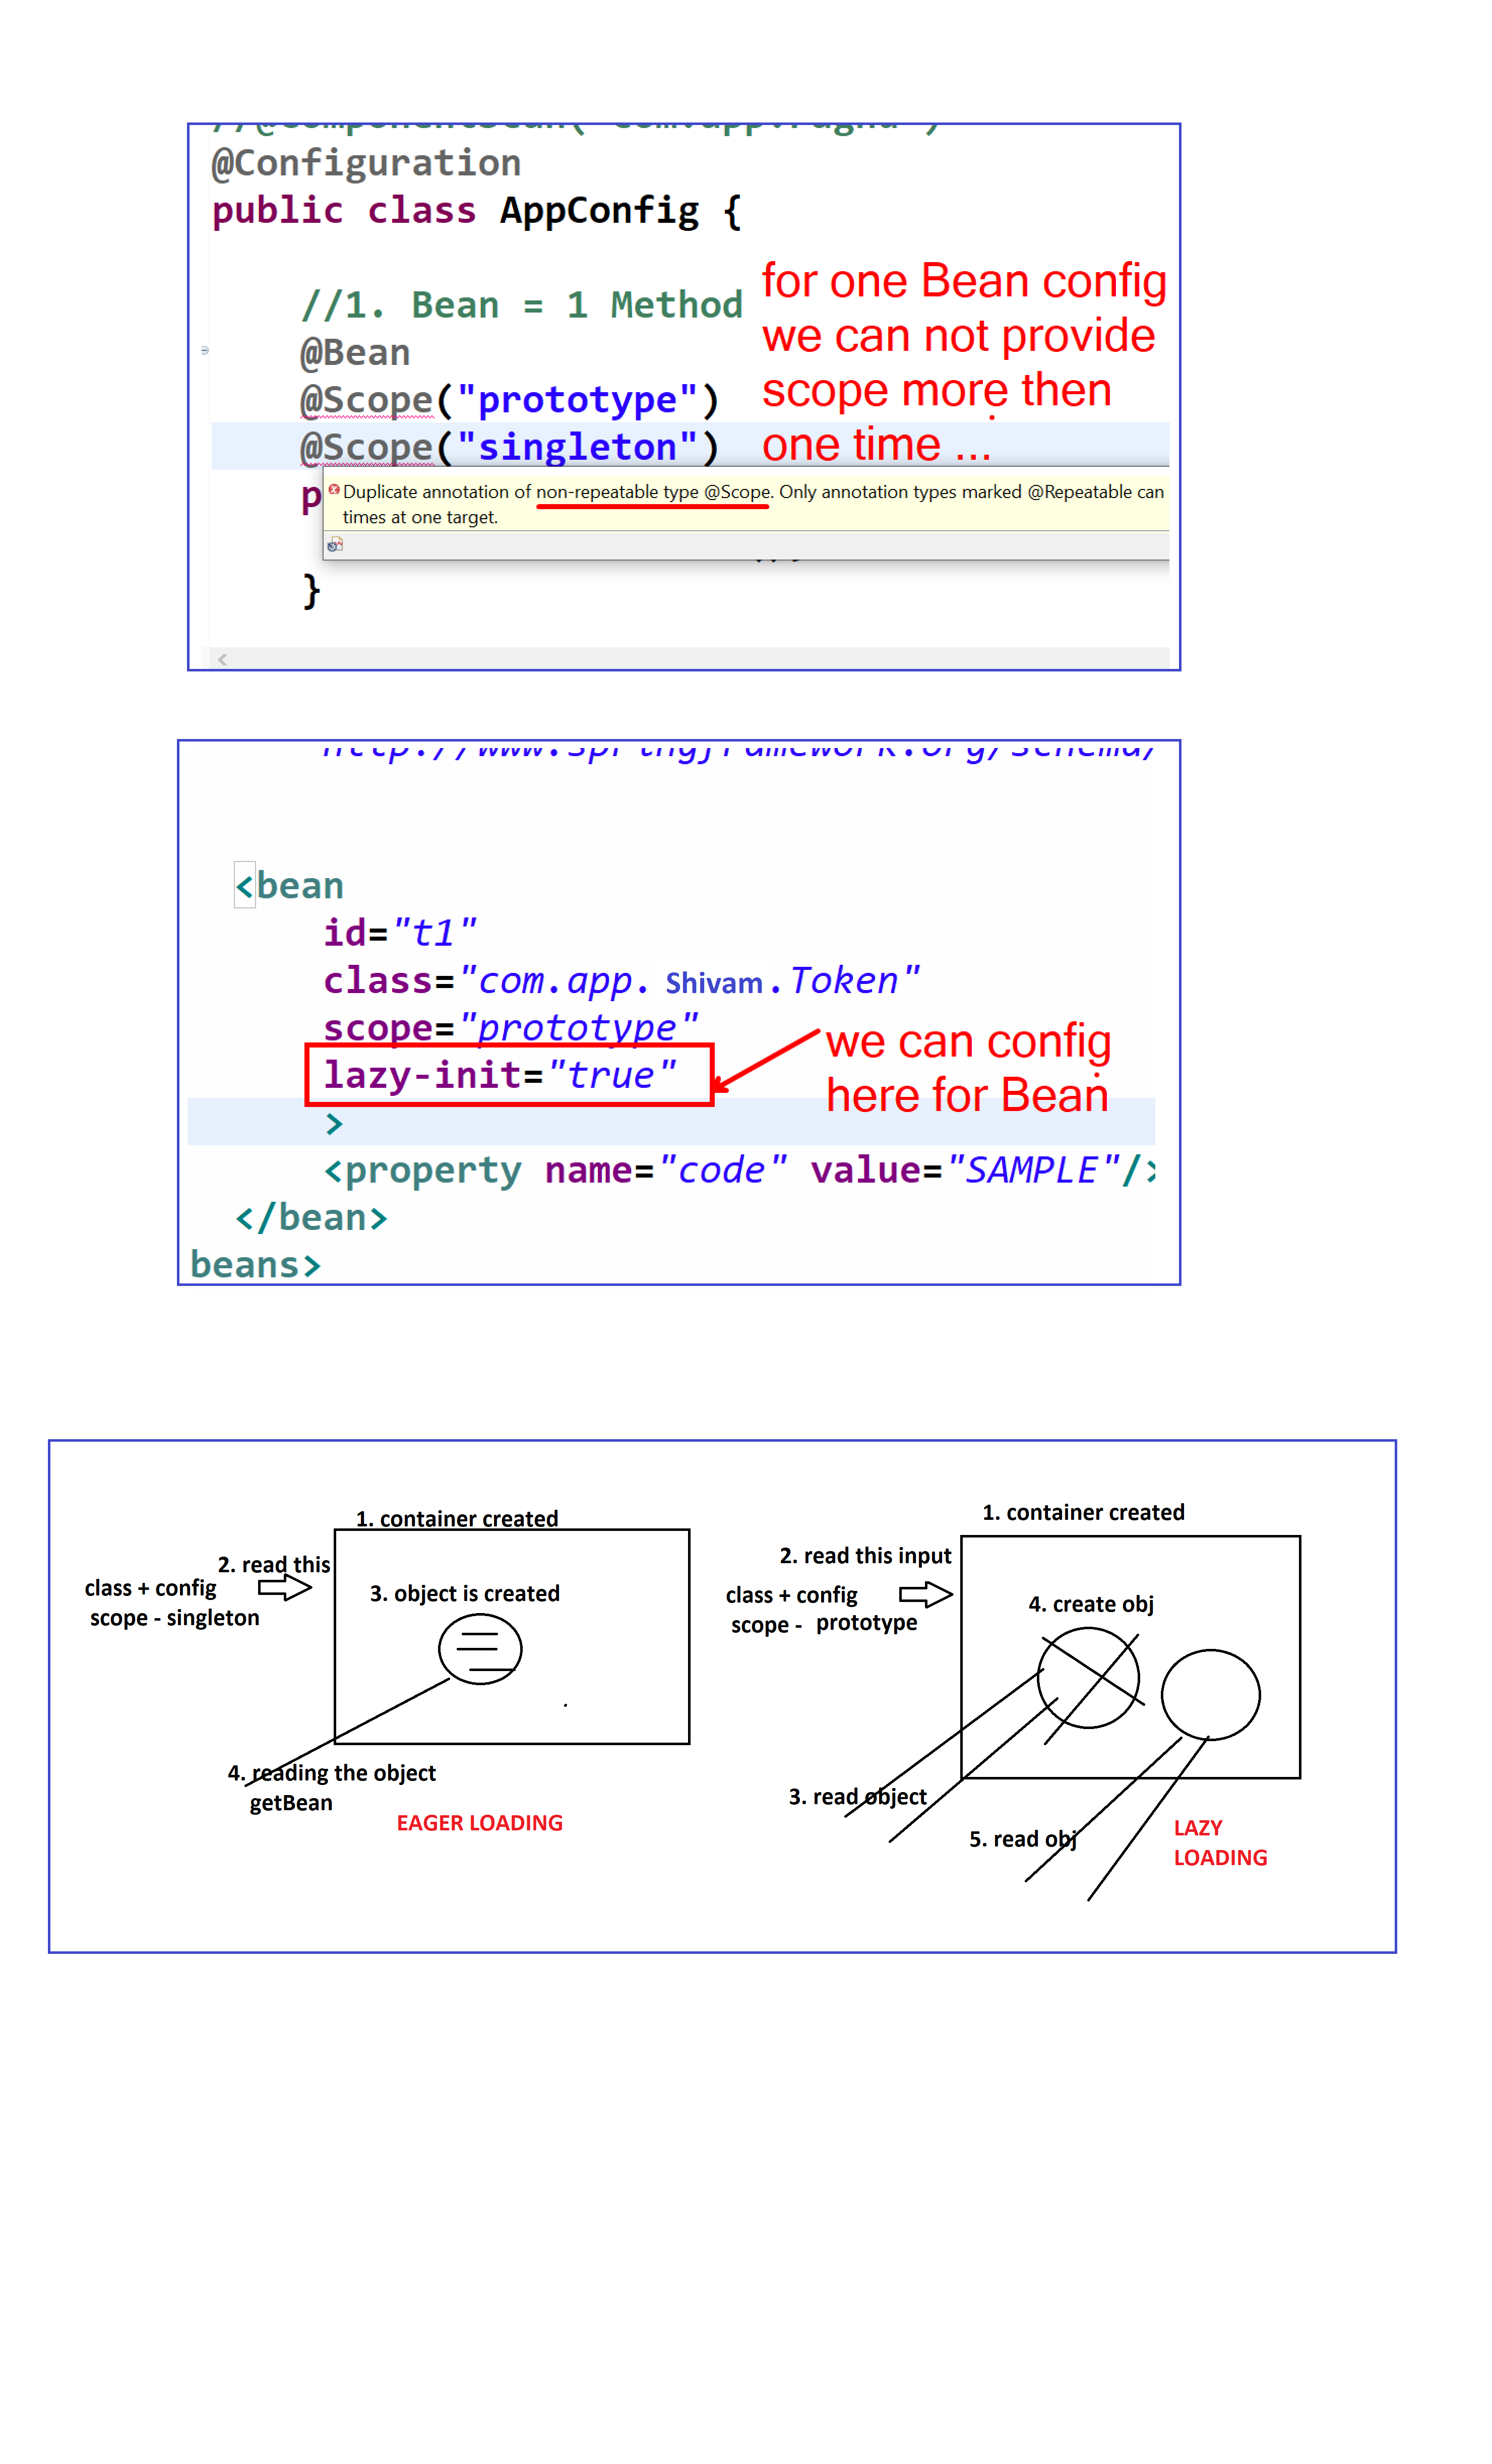 @Configuration
public class AppConfig {
//1. Bean = 1 Method
@Bean
@Scope("prototype")
@Scope("singleton")
for one Bean config
we can not provide
scope more then
one time ...
p
Duplicate annotation of non-repeatable type @Scope. Only annotation types marked @Repeatable can
times at one target.
}
http://www.springframework.org/schema/
<bean
id="t1"
class="com.app. Shivam .Token"
scope="prototype"
lazy-init="true"
we can config
here for Bean
>
<property name="code" value="SAMPLE"/>
</bean>
beans>
1. container created
2. read this
class + config
scope - singleton
3. object is created
4. reading the object
getBean
EAGER LOADING
1. container created
2. read this input
class + config
scope - prototype
4. create obj
3. read object
5. read obj
LAZY
LOADING